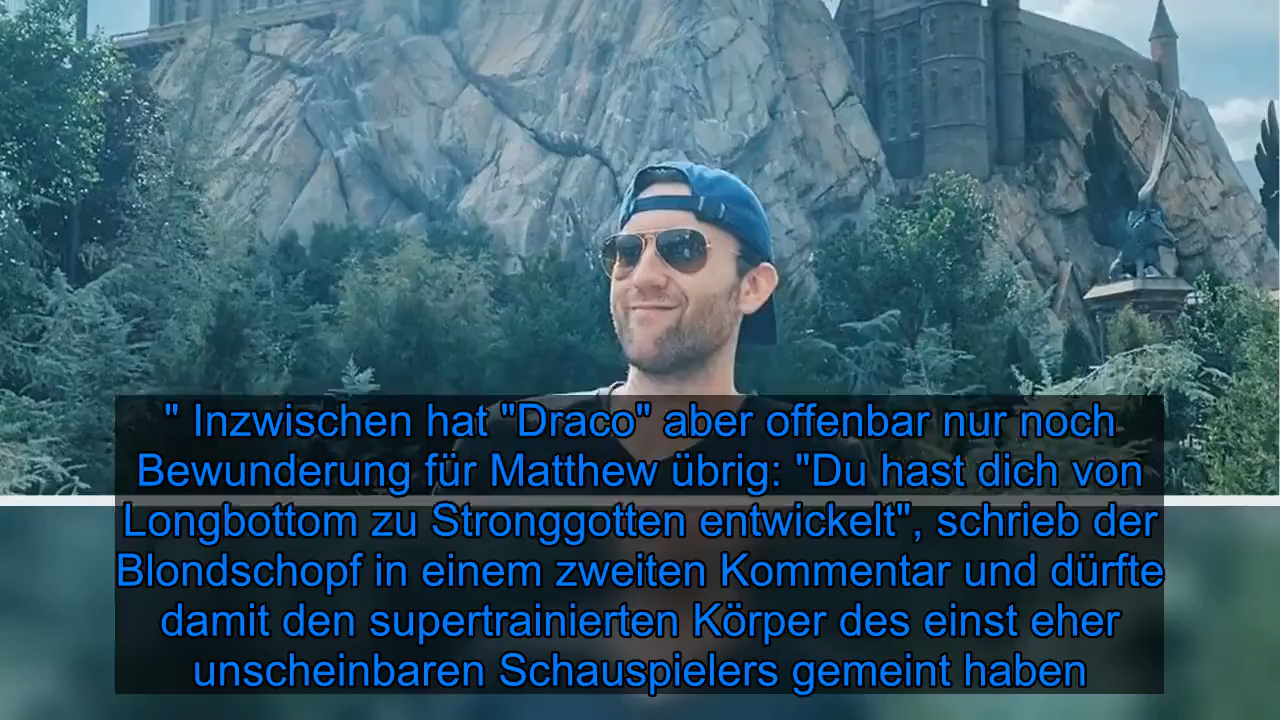 " Inzwischen hat "Draco" aber offenbar nur noch
Bewunderung für Matthew übrig: "Du hast dich von
Longbottom zu Stronggotten entwickelt", schrieb der
Blondschopf in einem zweiten Kommentar und dürfte
damit den supertrainierten Körper des einst eher
unscheinbaren Schauspielers gemeint haben